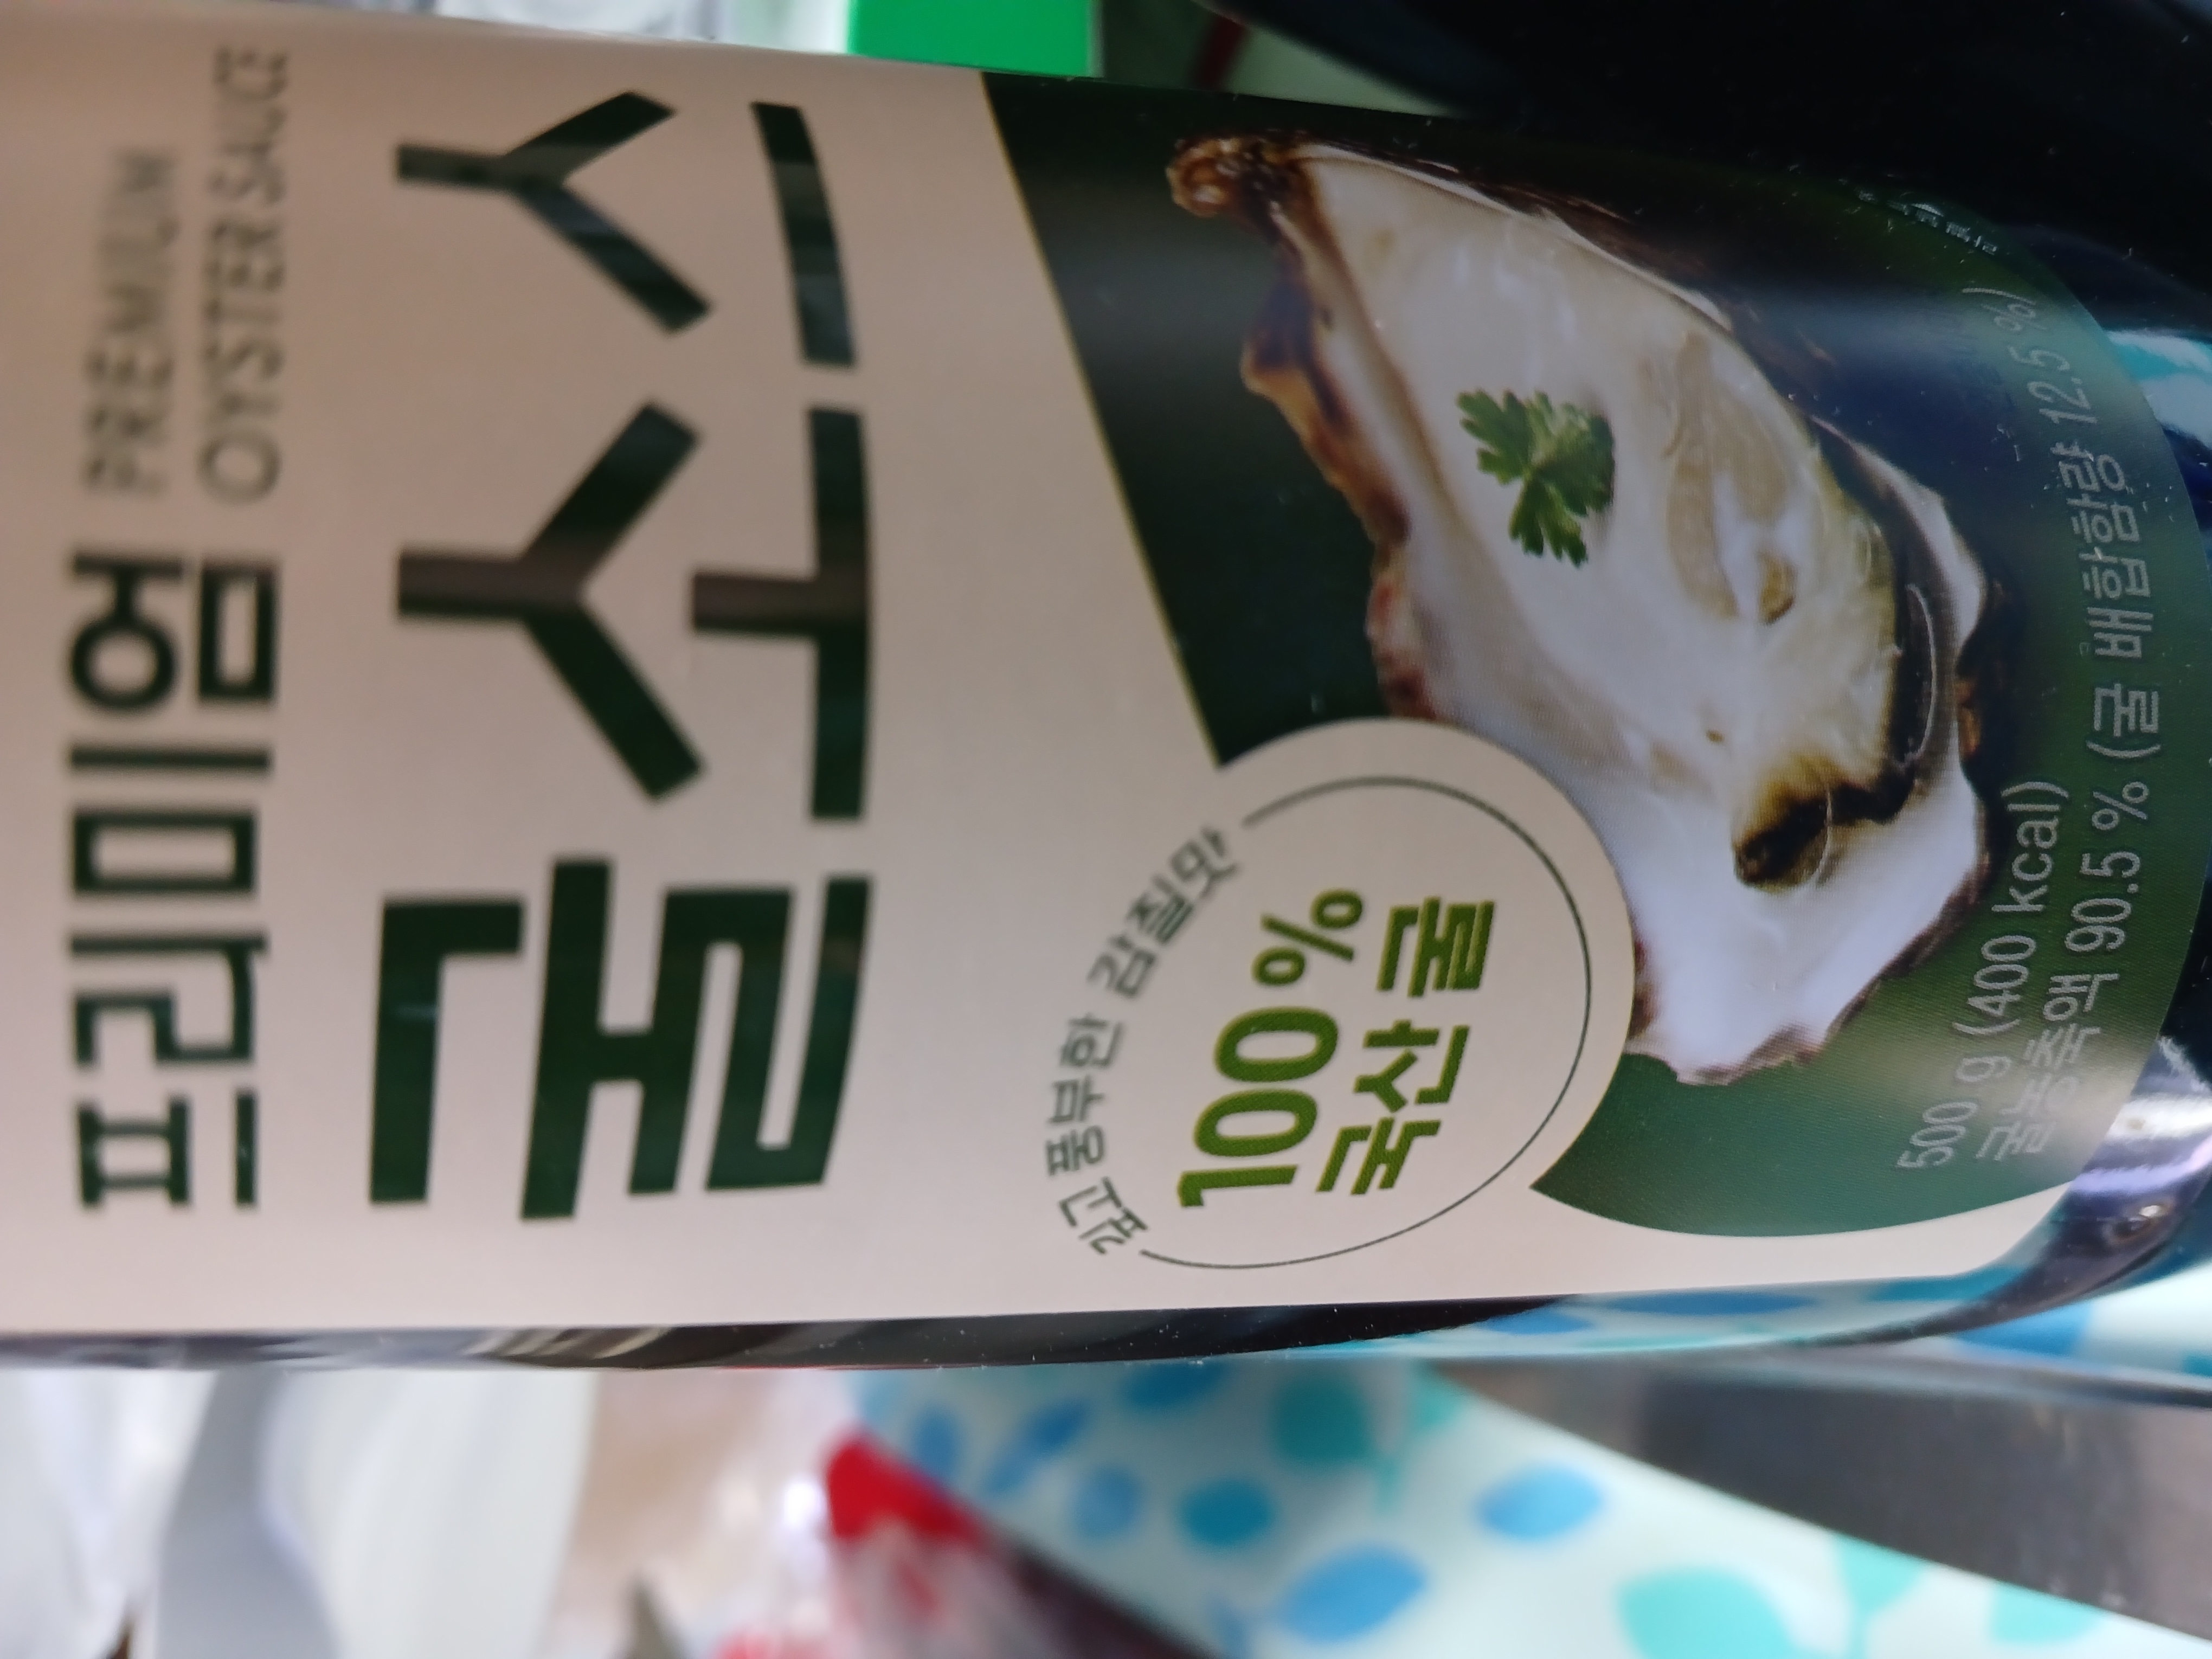 프리미엄 PREMIUM
OYSTER SAUCE
굴소스
깊고 풍부한 감칠맛
100%
국산 굴
500 g (400 kcal)
굴농축액 90.5 % (굴 배합함량 12.5 %)